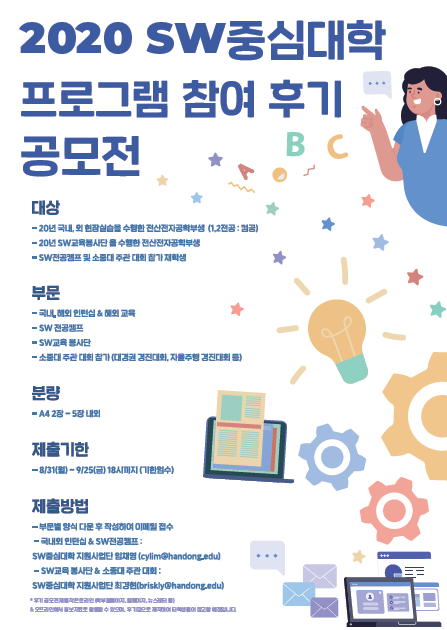 2020 SW중심대학
프로그램 참여 후기
공모전
B
C
A
대상
- 20년 국내, 외 현장실습을 수행한 전산전자공학부생 (1,2전공 : 컴공)
- 20년 SW교육봉사단 을 수행한 전산전자공학부생
- SW전공캠프 및 소중대 주관 대회 참가 재학생
부문
- 국내, 해외 인턴십 & 해외 교육
- SW 전공캠프
- SW교육 봉사단
- 소중대 주관 대회 참가 (대경권 경진대회, 자율주행 경진대회 등)
분량
- A4 2장 ~ 5장 내외
제출기한
- 8/31(월) ~ 9/25(금) 18시까지 (기한엄수)
제출방법
- 부문별 양식 다운 후 작성하여 이메일 접수
- 국내외 인턴십 & SW전공캠프 :
SW중심대학 지원사업단 임채영 (cylim@handong.edu)
- SW교육 봉사단 & 소중대 주관 대회 :
SW중심대학 지원사업단 최경현(briskly@handong.edu)